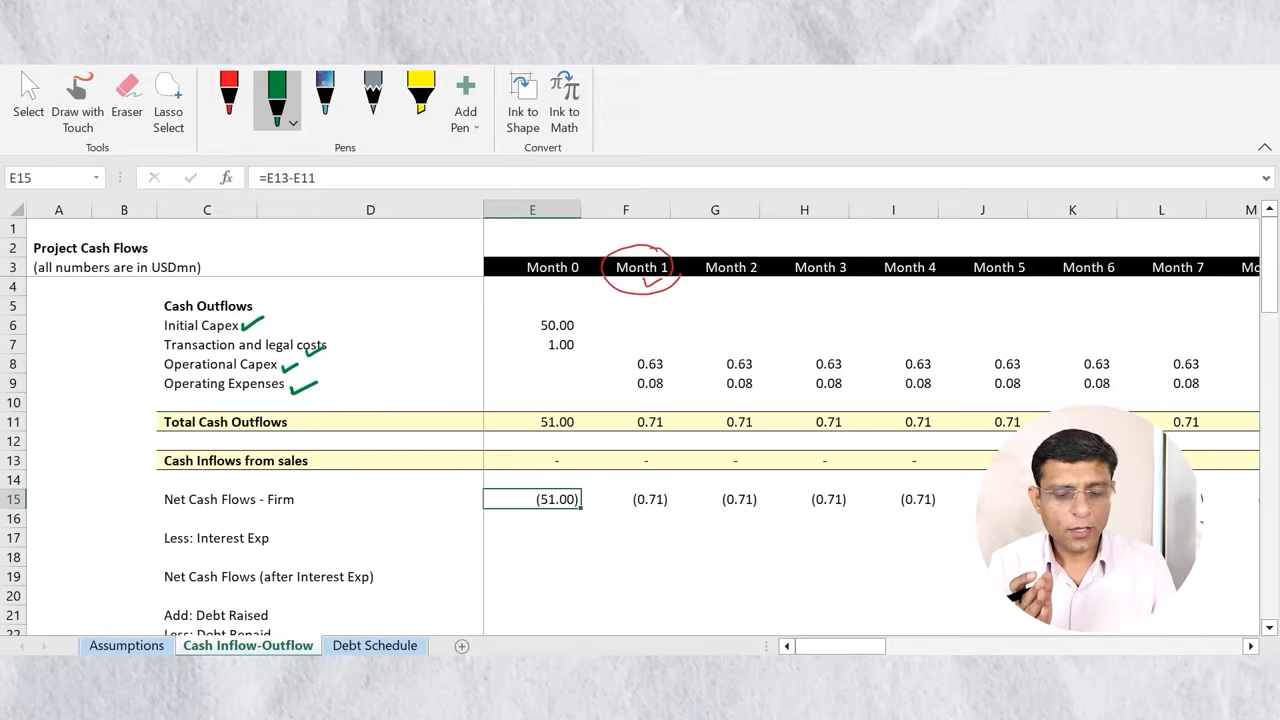 Select
Draw with Touch
Eraser
Lasso Select
Add Pen
Ink to Shape
Ink to Math
Tools
Pens
Convert
E15
fx
=E13-E11
A B C D E F G H I J K L M
1
2 Project Cash Flows
3 (all numbers are in USDmn) Month 0 Month 1 Month 2 Month 3 Month 4 Month 5 Month 6 Month 7 Mo
4
5 Cash Outflows
6 Initial Capex 50.00
7 Transaction and legal costs 1.00
8 Operational Capex 0.63 0.63 0.63 0.63 0.63 0.63 0.63
9 Operating Expenses 0.08 0.08 0.08 0.08 0.08 0.08 0.08
10
11 Total Cash Outflows 51.00 0.71 0.71 0.71 0.71 0.71 0.71
12
13 Cash Inflows from sales - - - - -
14
15 Net Cash Flows - Firm (51.00) (0.71) (0.71) (0.71) (0.71)
16
17 Less: Interest Exp
18
19 Net Cash Flows (after Interest Exp)
20
21 Add: Debt Raised
22 Less: Debt Repaid
Assumptions Cash Inflow-Outflow Debt Schedule